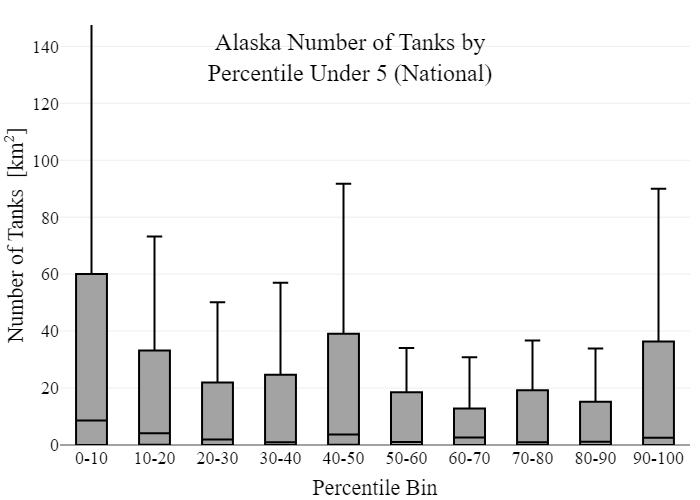 Alaska Number of Tanks by
Percentile Under 5 (National)
Number of Tanks [km²]
140
120
100
80
60
40
20
0
0-10 10-20 20-30 30-40 40-50 50-60 60-70 70-80 80-90 90-100
Percentile Bin